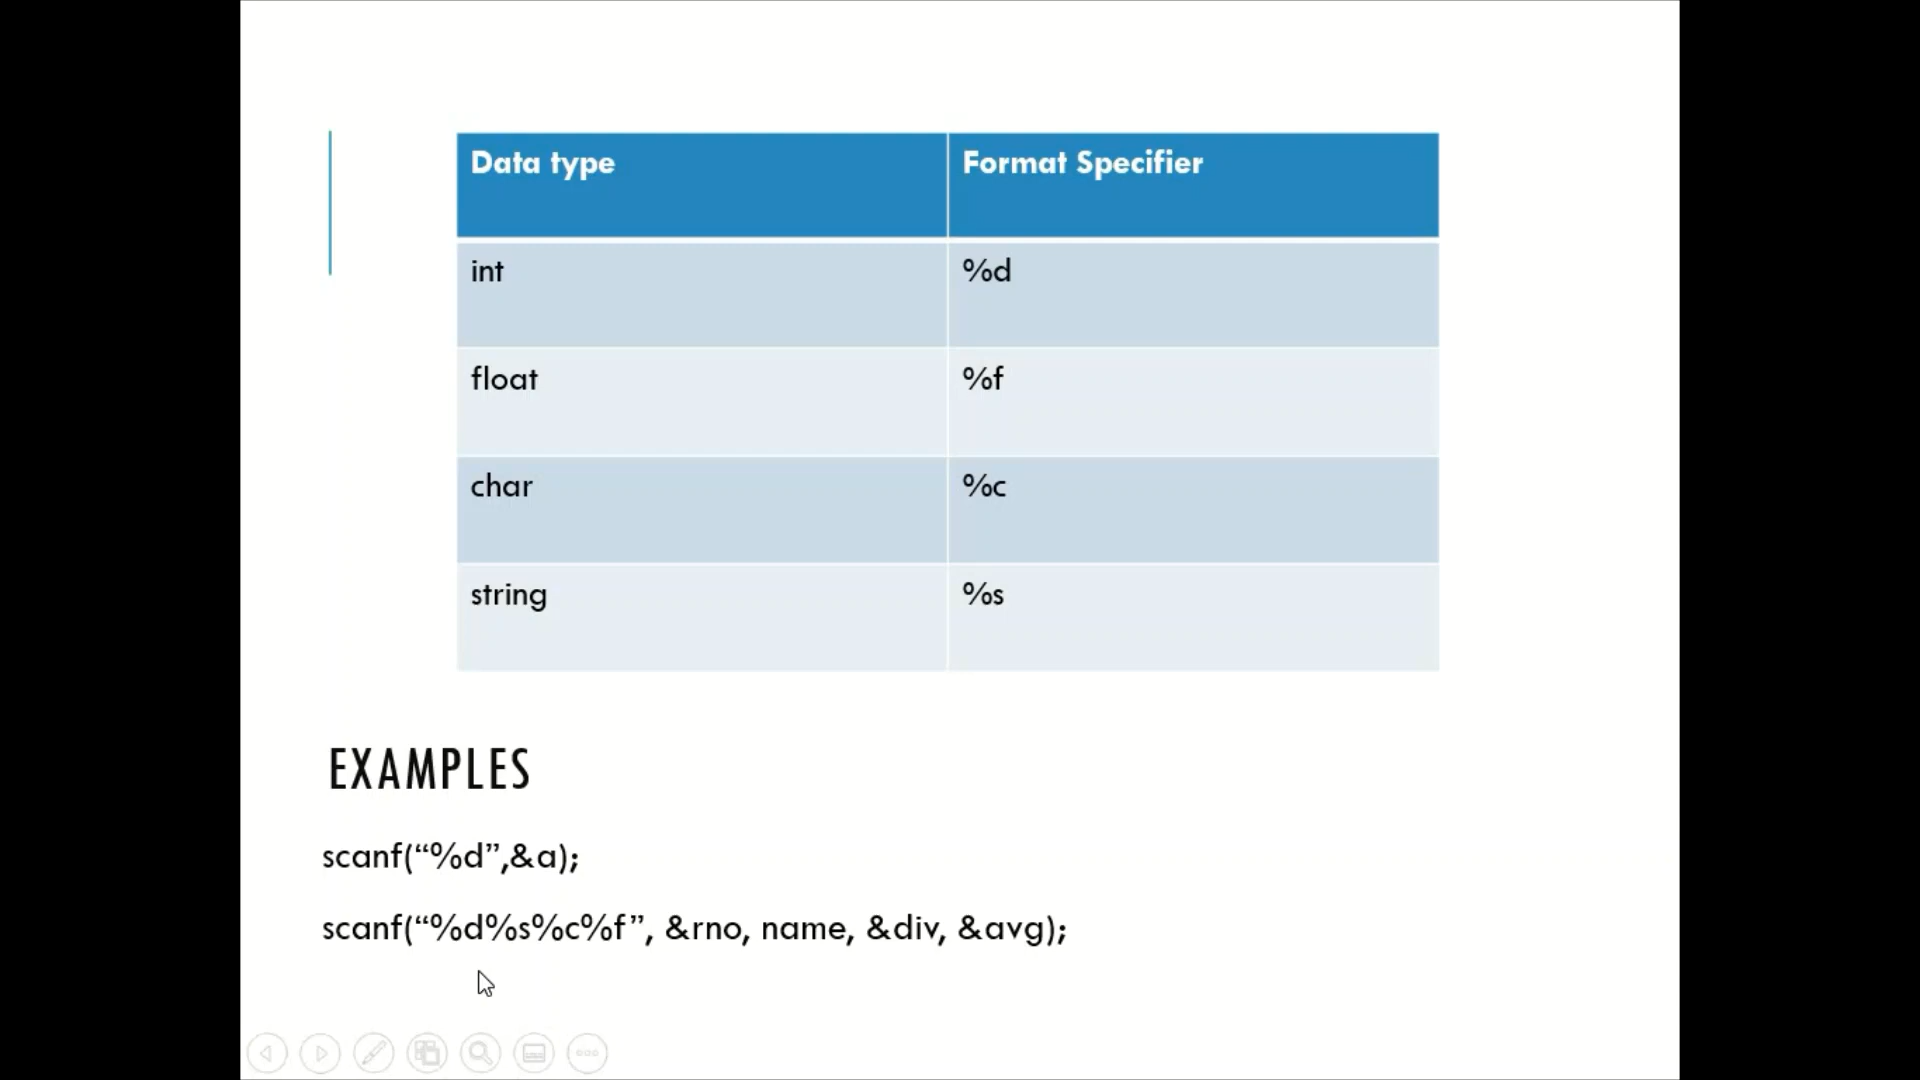 Data type Format Specifier
int %d
float %f
char %c
string %s
EXAMPLES
scanf(“%d”,&a);
scanf(“%d%s%c%f”, &rno, name, &div, &avg);